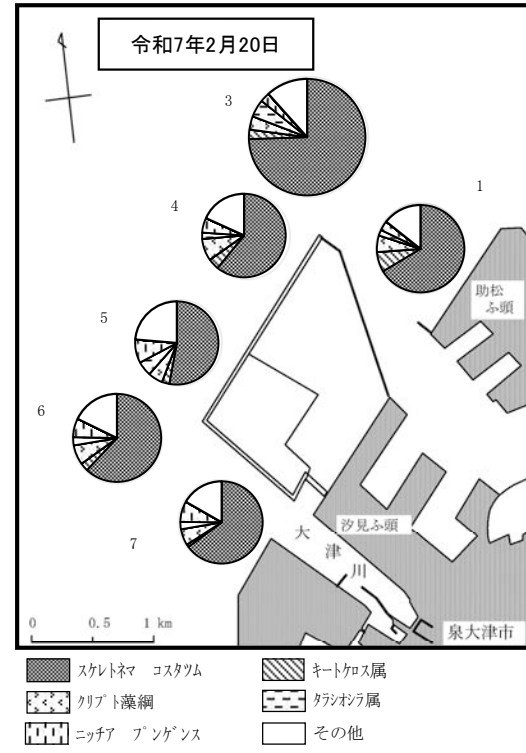 令和7年2月20日
3
1
4
助松
ふ頭
5
6
汐見ふ頭
7
大津川
0 0.5 1 km
泉大津市
スケレトネマ コスタツム
キートケロス属
クリプト藻綱
タラシオシラ属
ニッチア プンゲンス
その他